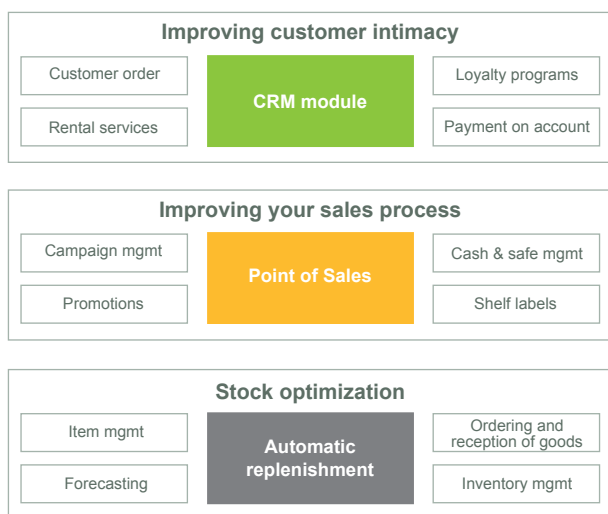 Improving customer intimacy
Customer order
CRM module
Loyalty programs
Rental services
Payment on account
Improving your sales process
Campaign mgmt
Point of Sales
Cash & safe mgmt
Promotions
Shelf labels
Stock optimization
Item mgmt
Automatic
replenishment
Ordering and
reception of goods
Forecasting
Inventory mgmt